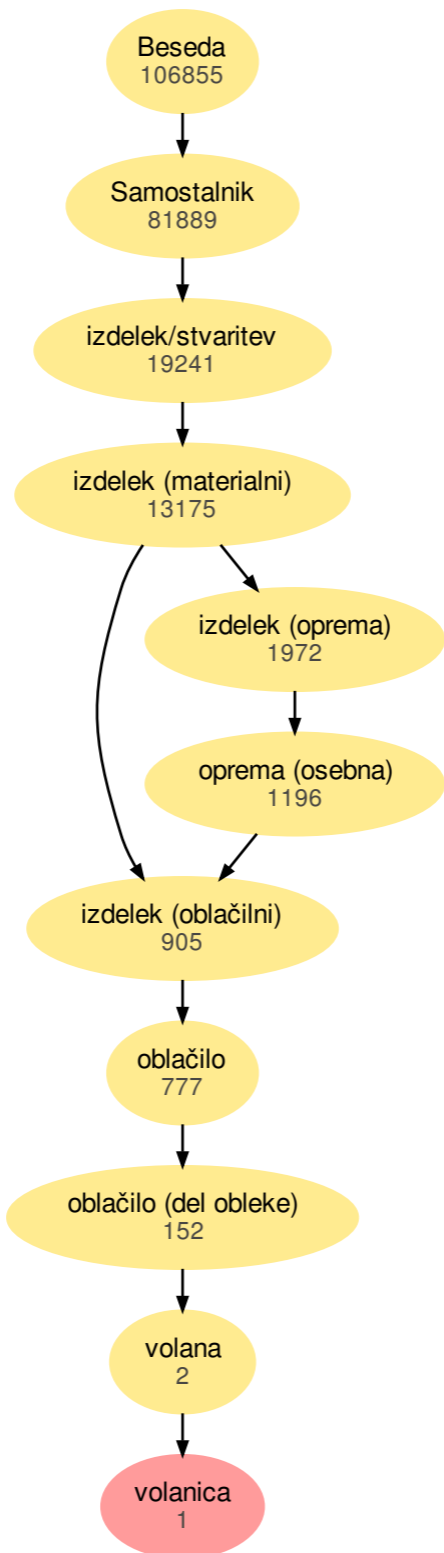 Beseda
106855
Samostalnik
81889
izdelek/stvaritev
19241
izdelek (materialni)
13175
izdelek (oprema)
1972
oprema (osebna)
1196
izdelek (oblačilni)
905
oblačilo
777
oblačilo (del obleke)
152
volana
2
volanica
1